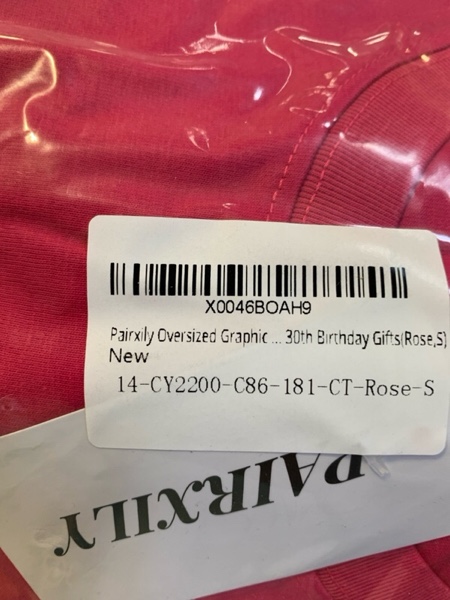 X0046BOAH9
Pairxily Oversized Graphic ... 30th Birthday Gifts(Rose,S)
New
14-CY2200-C86-181-CT-Rose-S
PAIRXILY